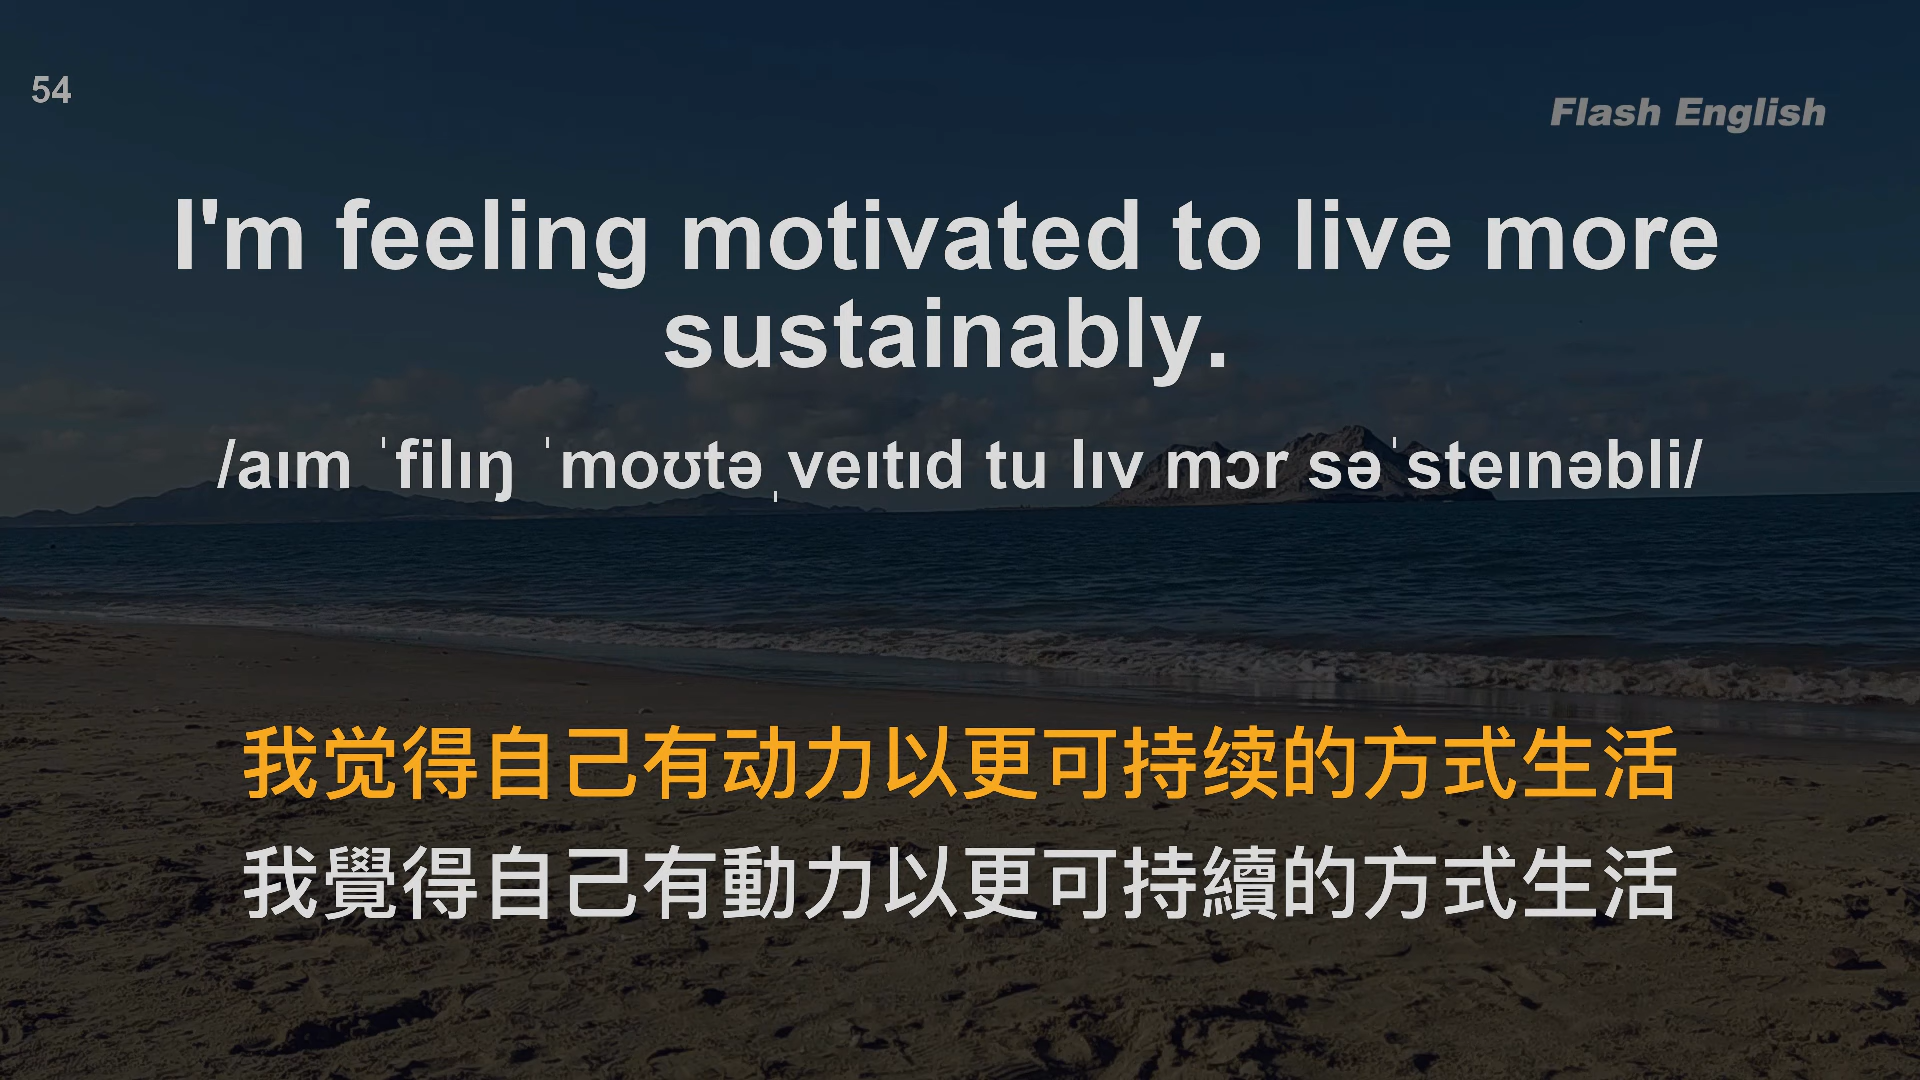 54
Flash English
I'm feeling motivated to live more
sustainably.
/aɪm ˈfilɪŋ ˈmoʊtəˌveɪtɪd tu lɪv mɔr səˈsteɪnəbli/
我觉得自己有动力以更可持续的方式生活
我覺得自己有動力以更可持續的方式生活